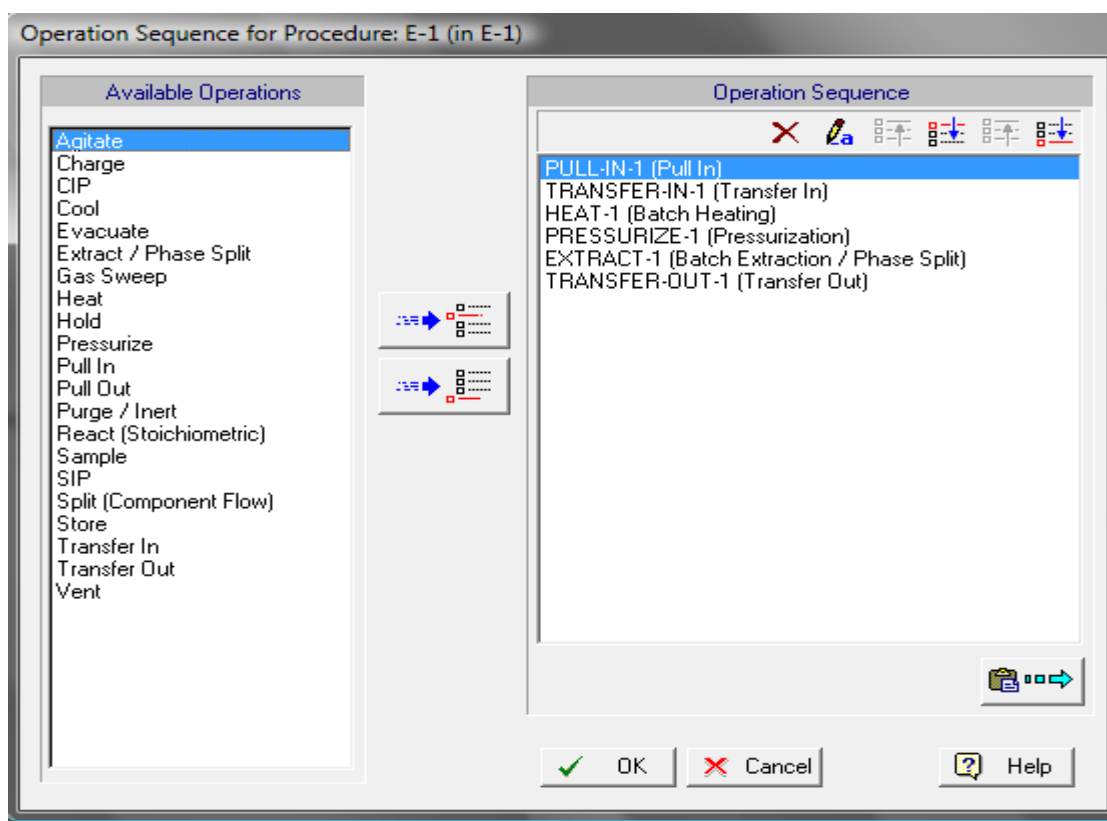 Operation Sequence for Procedure: E-1 (in E-1)
Available Operations
Agitate
Charge
CIP
Cool
Evacuate
Extract / Phase Split
Gas Sweep
Heat
Hold
Pressurize
Pull In
Pull Out
Purge / Inert
React (Stoichiometric)
Sample
SIP
Split (Component Flow)
Store
Transfer In
Transfer Out
Vent
Operation Sequence
a
PULL-IN-1 (Pull In)
TRANSFER-IN-1 (Transfer In)
HEAT-1 (Batch Heating)
PRESSURIZE-1 (Pressurization)
EXTRACT-1 (Batch Extraction / Phase Split)
TRANSFER-OUT-1 (Transfer Out)
OK
Cancel
? Help